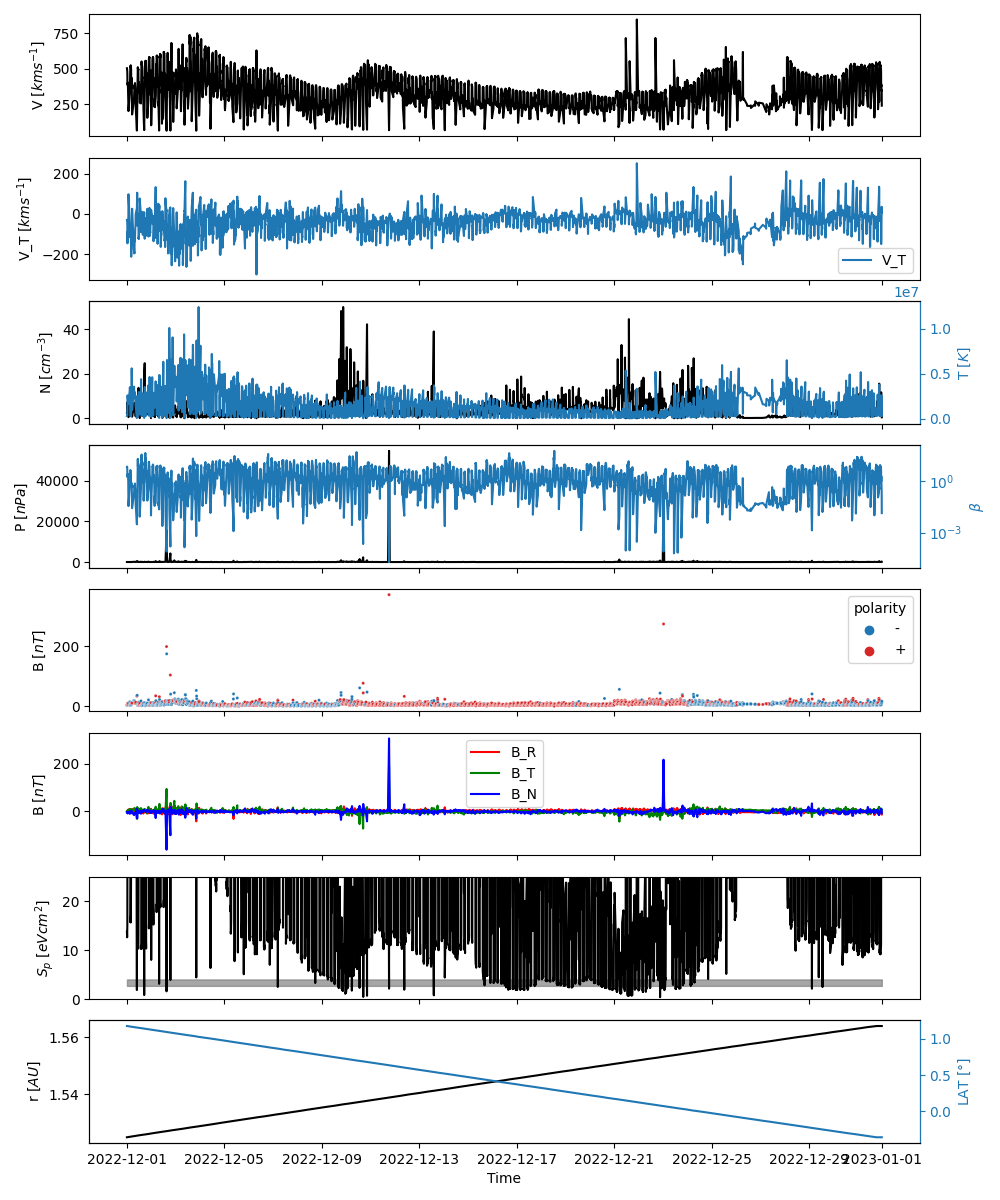 750
500
250
V [kms⁻¹]
200
0
−200
V_T [kms⁻¹]
V_T
1e7
40
20
0
N [cm⁻³]
1.0
0.5
0.0
T [K]
40000
20000
0
P [nPa]
10⁰
10⁻³
β
200
0
B [nT]
polarity
-
+
200
0
B [nT]
B_R
B_T
B_N
20
10
0
S_p [eVcm²]
1.56
1.54
r [AU]
1.0
0.5
0.0
LAT [°]
2022-12-01
2022-12-05
2022-12-09
2022-12-13
2022-12-17
2022-12-21
2022-12-25
2022-12-29
2023-01-01
Time